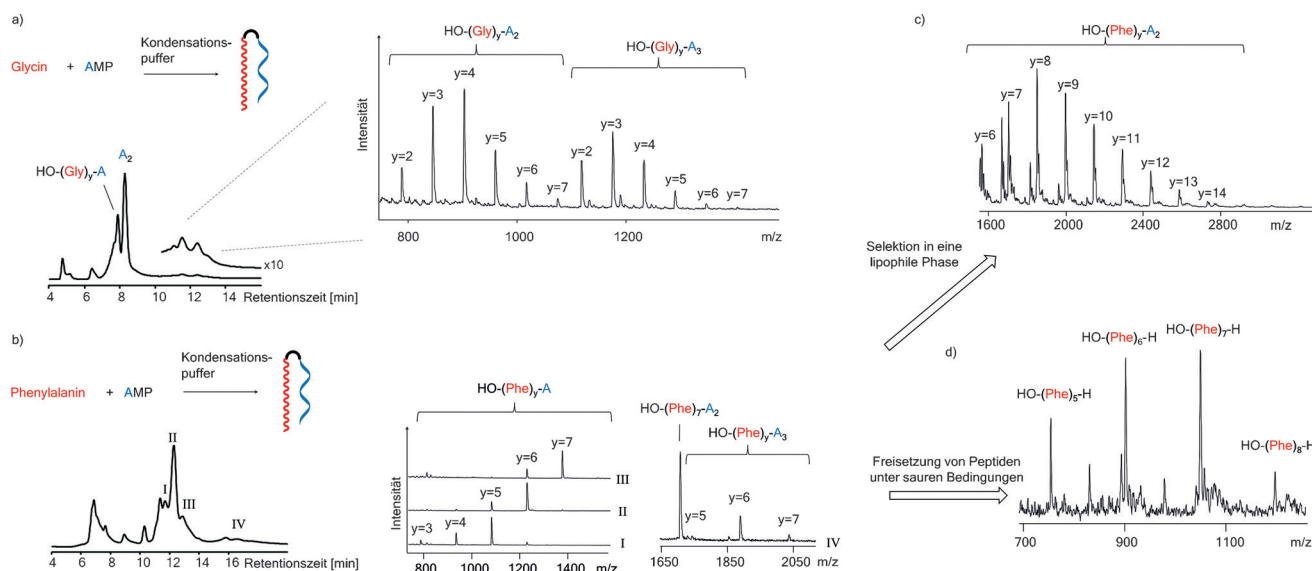 a)
Glycin + AMP
Kondensations-
puffer
HO-(Gly)y-A
A2
x10
4 6 8 10 12 14
Retentionszeit [min]
Intensität
HO-(Gly)y-A2
HO-(Gly)y-A3
y=2
y=3
y=4
y=5
y=6
y=7
y=2
y=3
y=4
y=5
y=6
y=7
800 1000 1200
m/z
b)
Phenylalanin + AMP
Kondensations-
puffer
I
II
III
IV
4 6 8 10 12 14 16 18
Retentionszeit [min]
Intensität
HO-(Phe)y-A
y=7
y=6
III
y=5
II
y=3
y=4
I
800 1000 1200 1400
m/z
HO-(Phe)7-A2
HO-(Phe)y-A3
y=5
y=6
y=7
IV
1650 1850 2050
m/z
c)
HO-(Phe)y-A2
y=6
y=7
y=8
y=9
y=10
y=11
y=12
y=13
y=14
1600 2000 2400 2800
m/z
Selektion in eine
lipophile Phase
d)
HO-(Phe)5-H
HO-(Phe)6-H
HO-(Phe)7-H
HO-(Phe)8-H
Freisetzung von Peptiden
unter sauren Bedingungen
700 900 1100
m/z